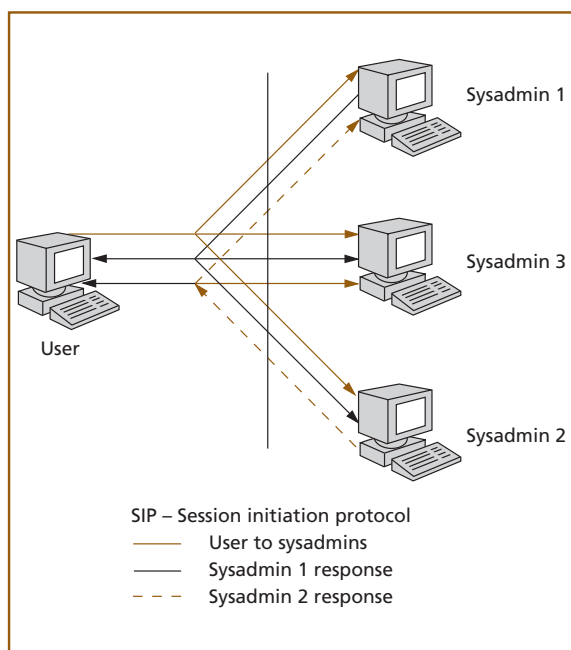 Sysadmin 1
Sysadmin 3
User
Sysadmin 2
SIP – Session initiation protocol
User to sysadmins
Sysadmin 1 response
Sysadmin 2 response